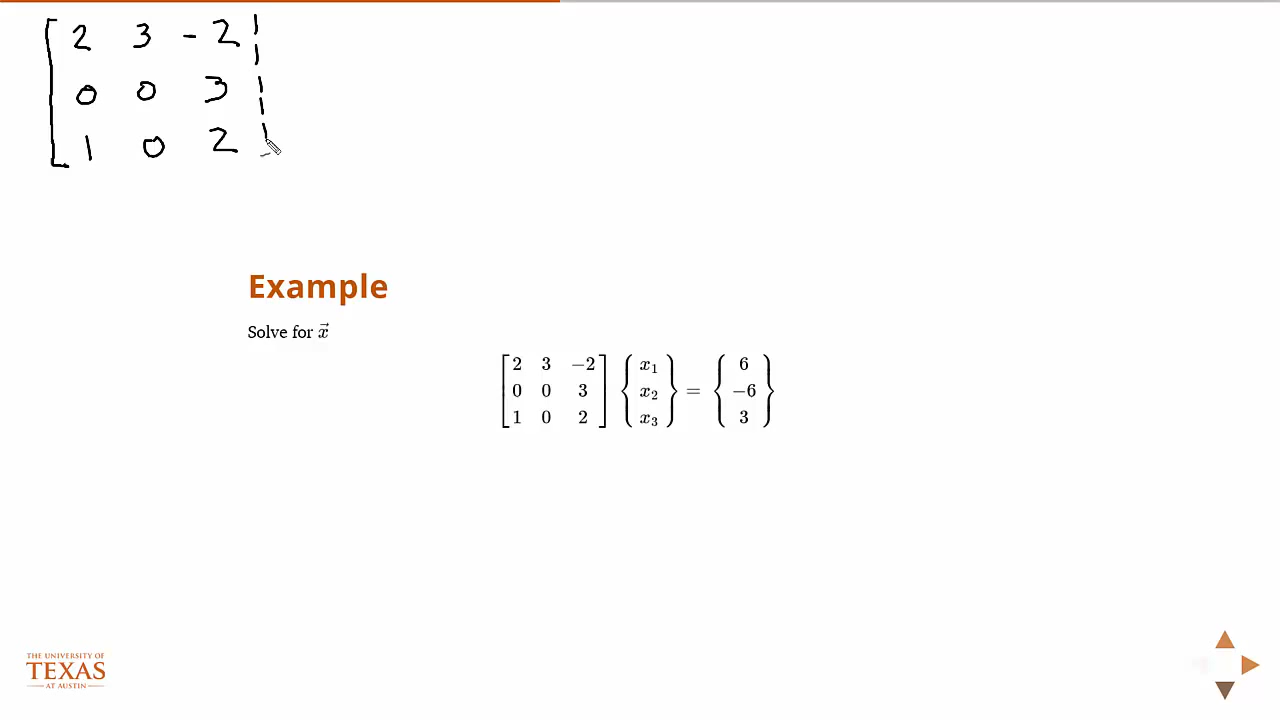 2 3 -2
0 0 3
1 0 2
Example
Solve for x⃗
[2 3 −2] {x₁} {6}
[0 0 3] {x₂} = {−6}
[1 0 2] {x₃} {3}
THE UNIVERSITY OF
TEXAS
AT AUSTIN